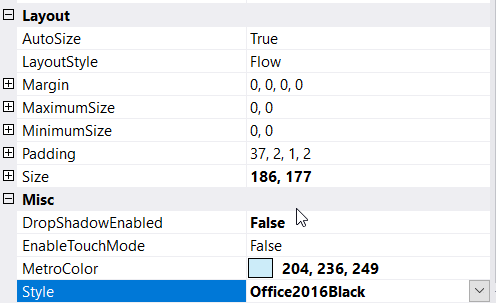 Layout
AutoSize True
LayoutStyle Flow
Margin 0, 0, 0, 0
MaximumSize 0, 0
MinimumSize 0, 0
Padding 37, 2, 1, 2
Size 186, 177
Misc
DropShadowEnabled False
EnableTouchMode False
MetroColor 204, 236, 249
Style Office2016Black